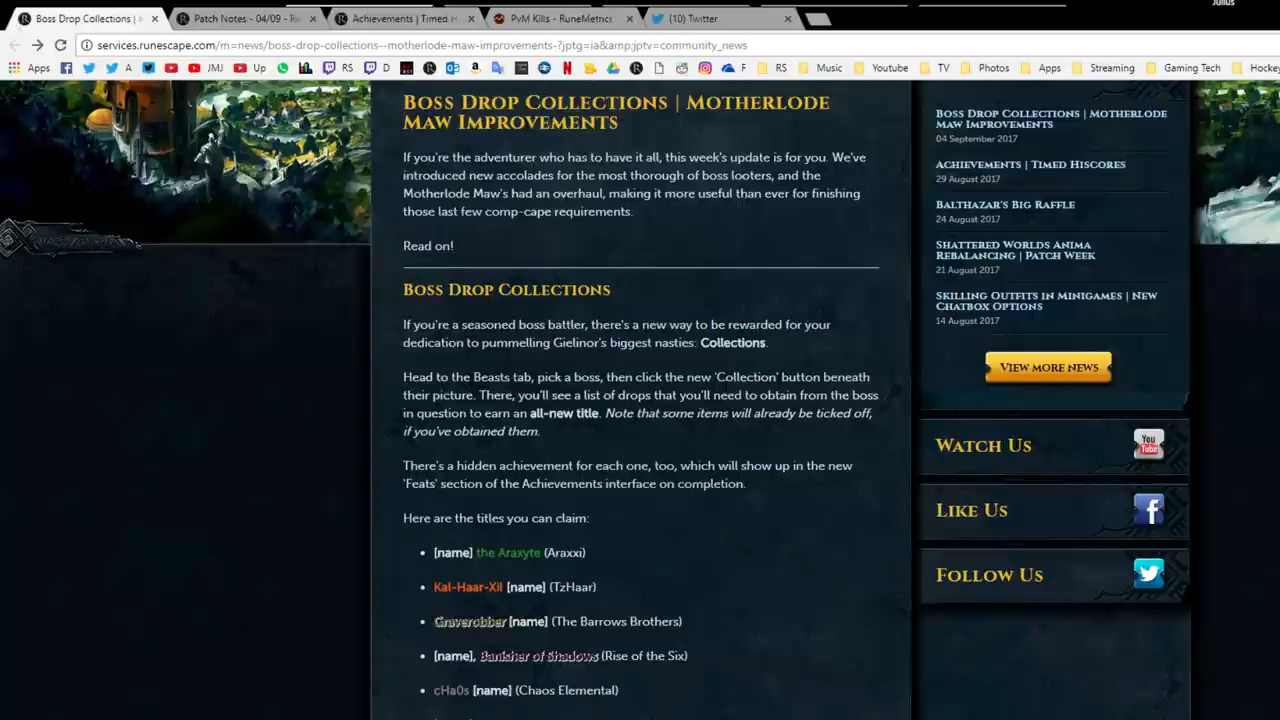 Julius
Boss Drop Collections |
Patch Notes - 04/09 - Re
Achievements | Timed H
PvM Kills - RuneMetrics
(10) Twitter
services.runescape.com/m=news/boss-drop-collections--motherlode-maw-improvements-?jptg=ia&amp;jptv=community_news
Apps A JMJ Up RS D F RS Music Youtube TV Photos Apps Streaming Gaming Tech Hockey
Boss Drop Collections | Motherlode
Maw Improvements
If you're the adventurer who has to have it all, this week's update is for you. We've
introduced new accolades for the most thorough of boss looters, and the
Motherlode Maw's had an overhaul, making it more useful than ever for finishing
those last few comp-cape requirements.
Read on!
Boss Drop Collections
If you're a seasoned boss battler, there's a new way to be rewarded for your
dedication to pummelling Gielinor's biggest nasties: Collections.
Head to the Beasts tab, pick a boss, then click the new 'Collection' button beneath
their picture. There, you'll see a list of drops that you'll need to obtain from the boss
in question to earn an all-new title. Note that some items will already be ticked off,
if you've obtained them.
There's a hidden achievement for each one, too, which will show up in the new
'Feats' section of the Achievements interface on completion.
Here are the titles you can claim:
• [name] the Araxyte (Araxxi)
• Kal-Haar-Xil [name] (TzHaar)
• Graverobber [name] (The Barrows Brothers)
• [name], Banisher of Shadows (Rise of the Six)
• cHa0s [name] (Chaos Elemental)
Boss Drop Collections | Motherlode
Maw Improvements
04 September 2017
Achievements | Timed Hiscores
29 August 2017
Balthazar's Big Raffle
24 August 2017
Shattered Worlds Anima
Rebalancing | Patch Week
21 August 2017
Skilling Outfits in Minigames | New
Chatbox Options
14 August 2017
View More News
Watch Us
You
Tube
Like Us
Follow Us